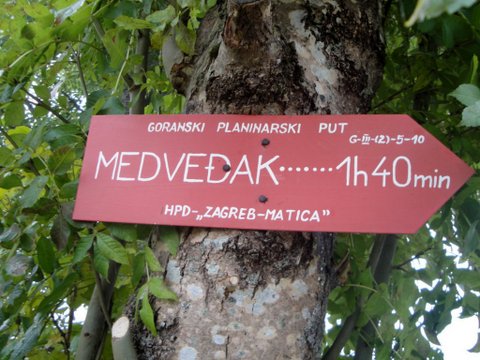 GORANSKI PLANINARSKI PUT
G-III-(2)-5-10
MEDVEĐAK.......1h40min
HPD-„ZAGREB-MATICA”